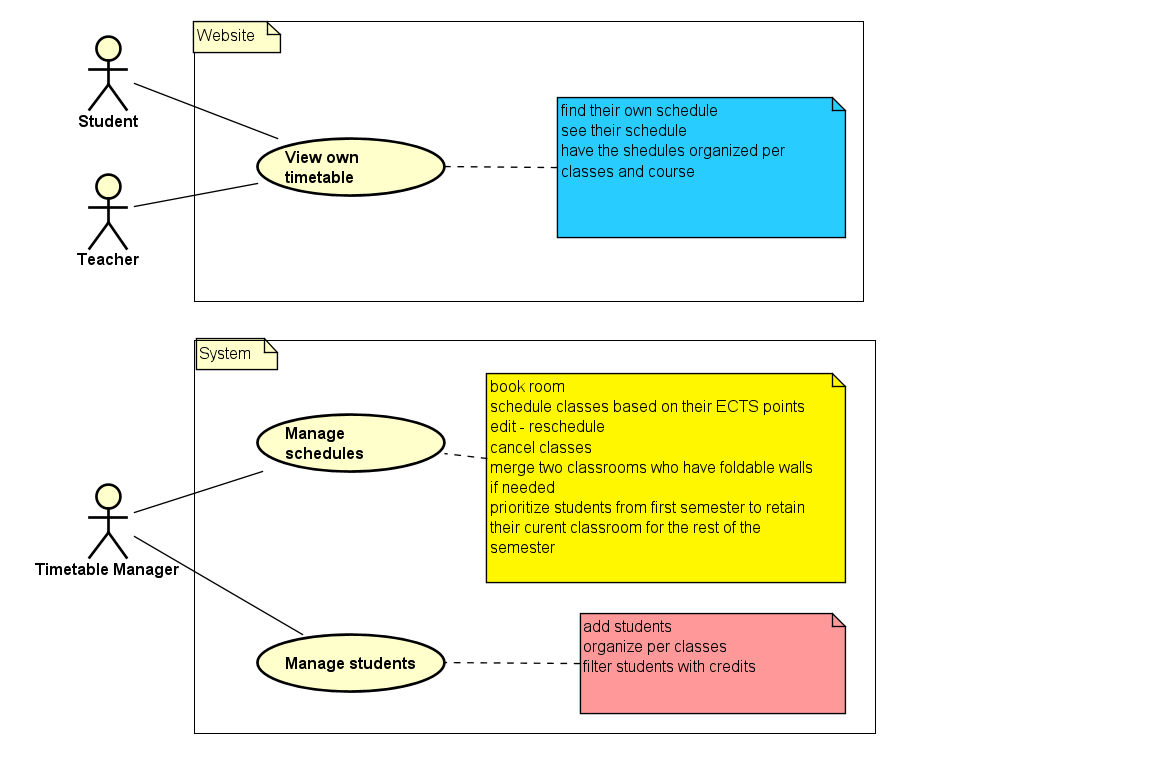 Website
Student
find their own schedule
see their schedule
have the shedules organized per
classes and course
View own
timetable
Teacher
System
book room
schedule classes based on their ECTS points
edit - reschedule
cancel classes
merge two classrooms who have foldable walls
if needed
prioritize students from first semester to retain
their curent classroom for the rest of the
semester
Manage
schedules
Timetable Manager
add students
organize per classes
filter students with credits
Manage students